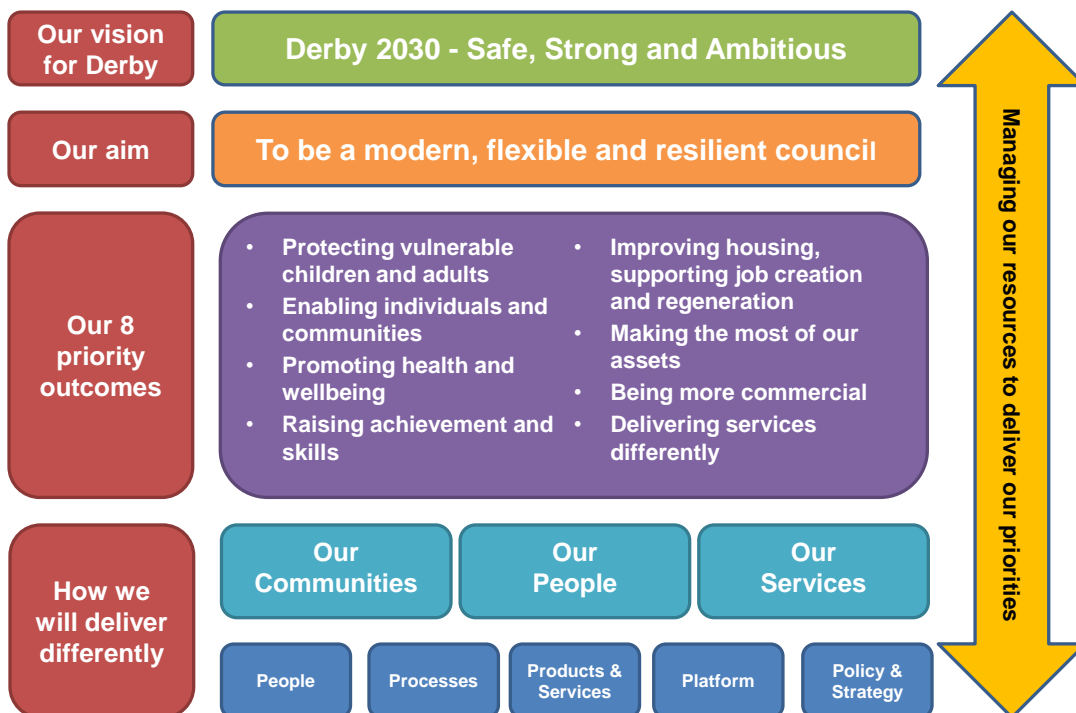 Our vision
for Derby
Derby 2030 - Safe, Strong and Ambitious
Our aim
To be a modern, flexible and resilient council
Our 8
priority
outcomes
• Protecting vulnerable
children and adults
• Enabling individuals and
communities
• Promoting health and
wellbeing
• Raising achievement and
skills
• Improving housing,
supporting job creation
and regeneration
• Making the most of our
assets
• Being more commercial
• Delivering services
differently
How we
will deliver
differently
Our
Communities
Our
People
Our
Services
People
Processes
Products &
Services
Platform
Policy &
Strategy
Managing our resources to deliver our priorities